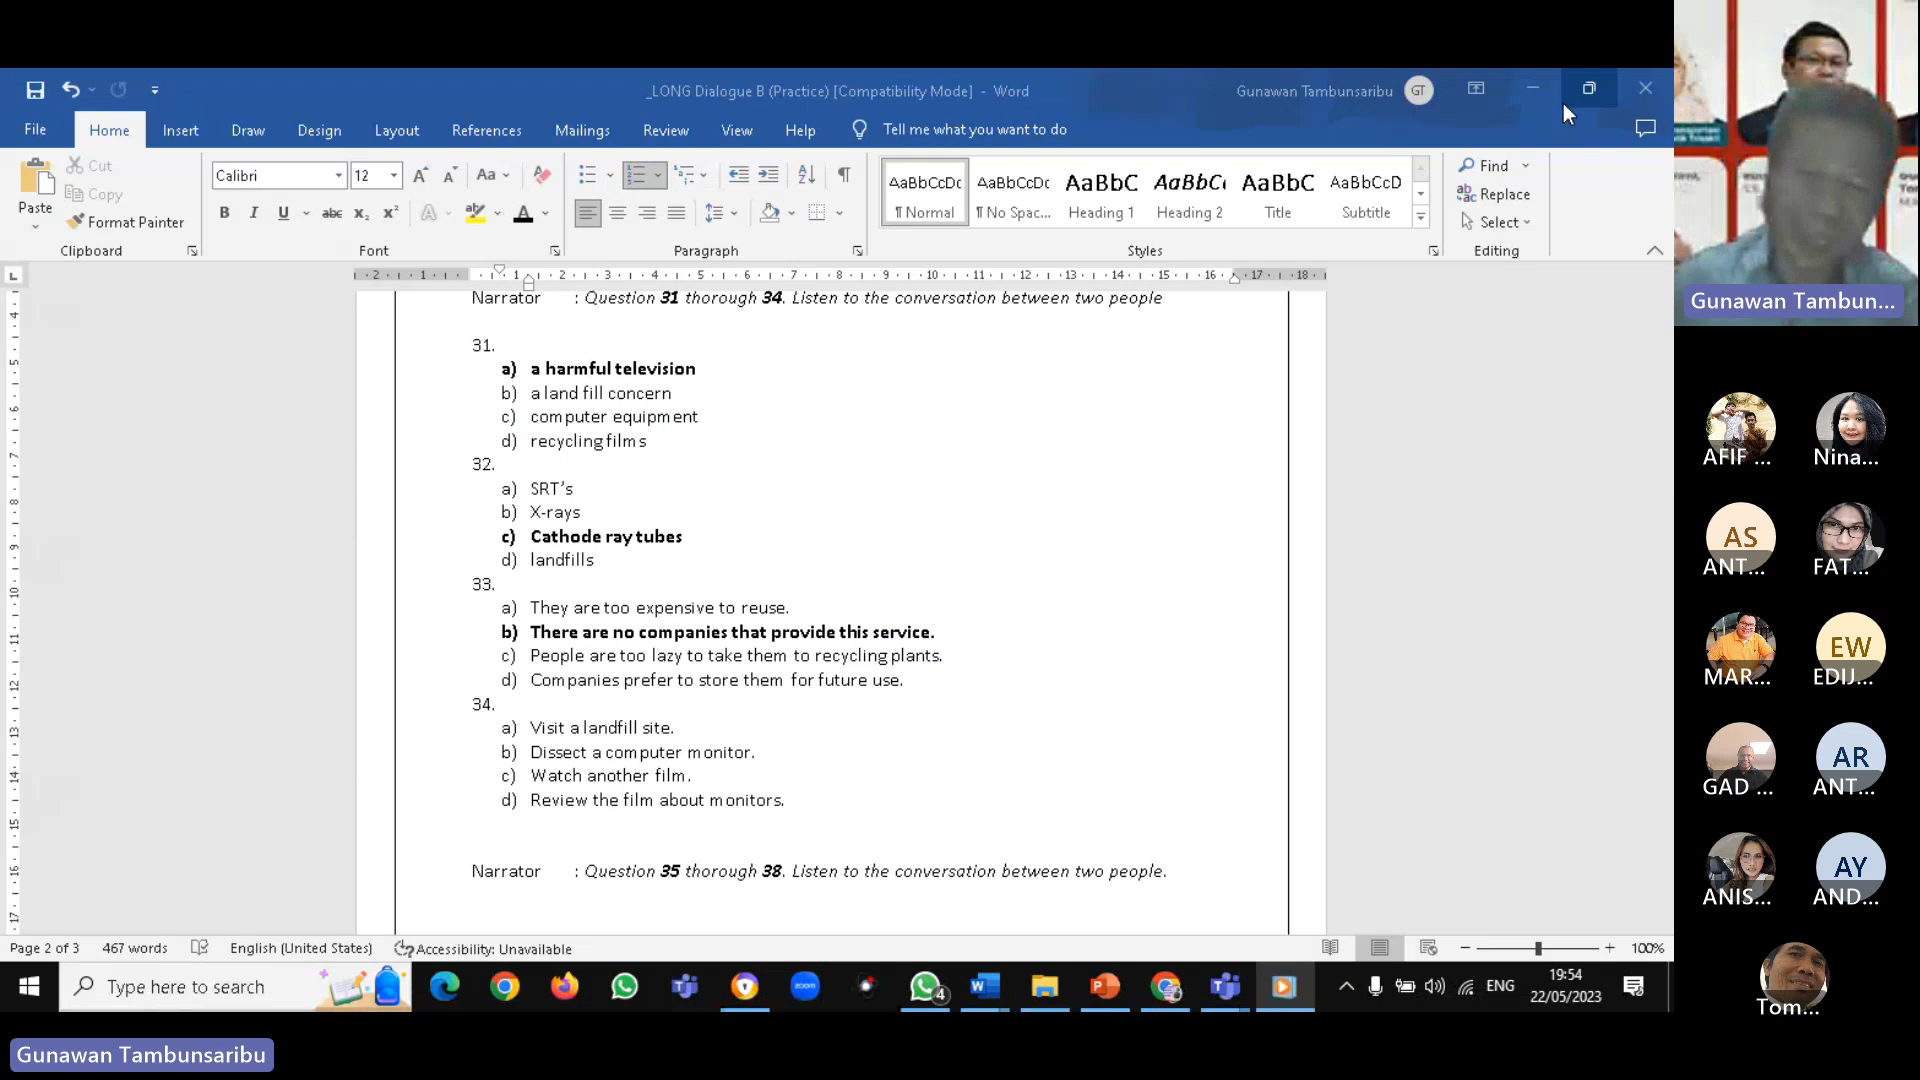 _LONG Dialogue B (Practice) [Compatibility Mode] - Word
Gunawan Tambunsaribu GT
File Home Insert Draw Design Layout References Mailings Review View Help Tell me what you want to do
Paste
Cut
Copy
Format Painter
Clipboard
Calibri 12
Font
Paragraph
AaBbCcDc AaBbCcDc AaBbC AaBbCc AaBbC AaBbCcD
¶ Normal ¶ No Spac... Heading 1 Heading 2 Title Subtitle
Styles
Find
Replace
Select
Editing
Narrator : Question 31 thorough 34. Listen to the conversation between two people
31.
a) a harmful television
b) a land fill concern
c) computer equipment
d) recycling films
32.
a) SRT’s
b) X-rays
c) Cathode ray tubes
d) landfills
33.
a) They are too expensive to reuse.
b) There are no companies that provide this service.
c) People are too lazy to take them to recycling plants.
d) Companies prefer to store them for future use.
34.
a) Visit a landfill site.
b) Dissect a computer monitor.
c) Watch another film.
d) Review the film about monitors.
Narrator : Question 35 thorough 38. Listen to the conversation between two people.
Page 2 of 3 467 words English (United States) Accessibility: Unavailable 100%
Type here to search
zoom
4
ENG
19:54
22/05/2023
Gunawan Tambunsaribu
Gunawan Tambun...
AFIF ...
Nina...
AS
ANT...
FAT...
MAR...
EW
EDIJ...
GAD ...
AR
ANT...
ANIS...
AY
AND...
Tom...